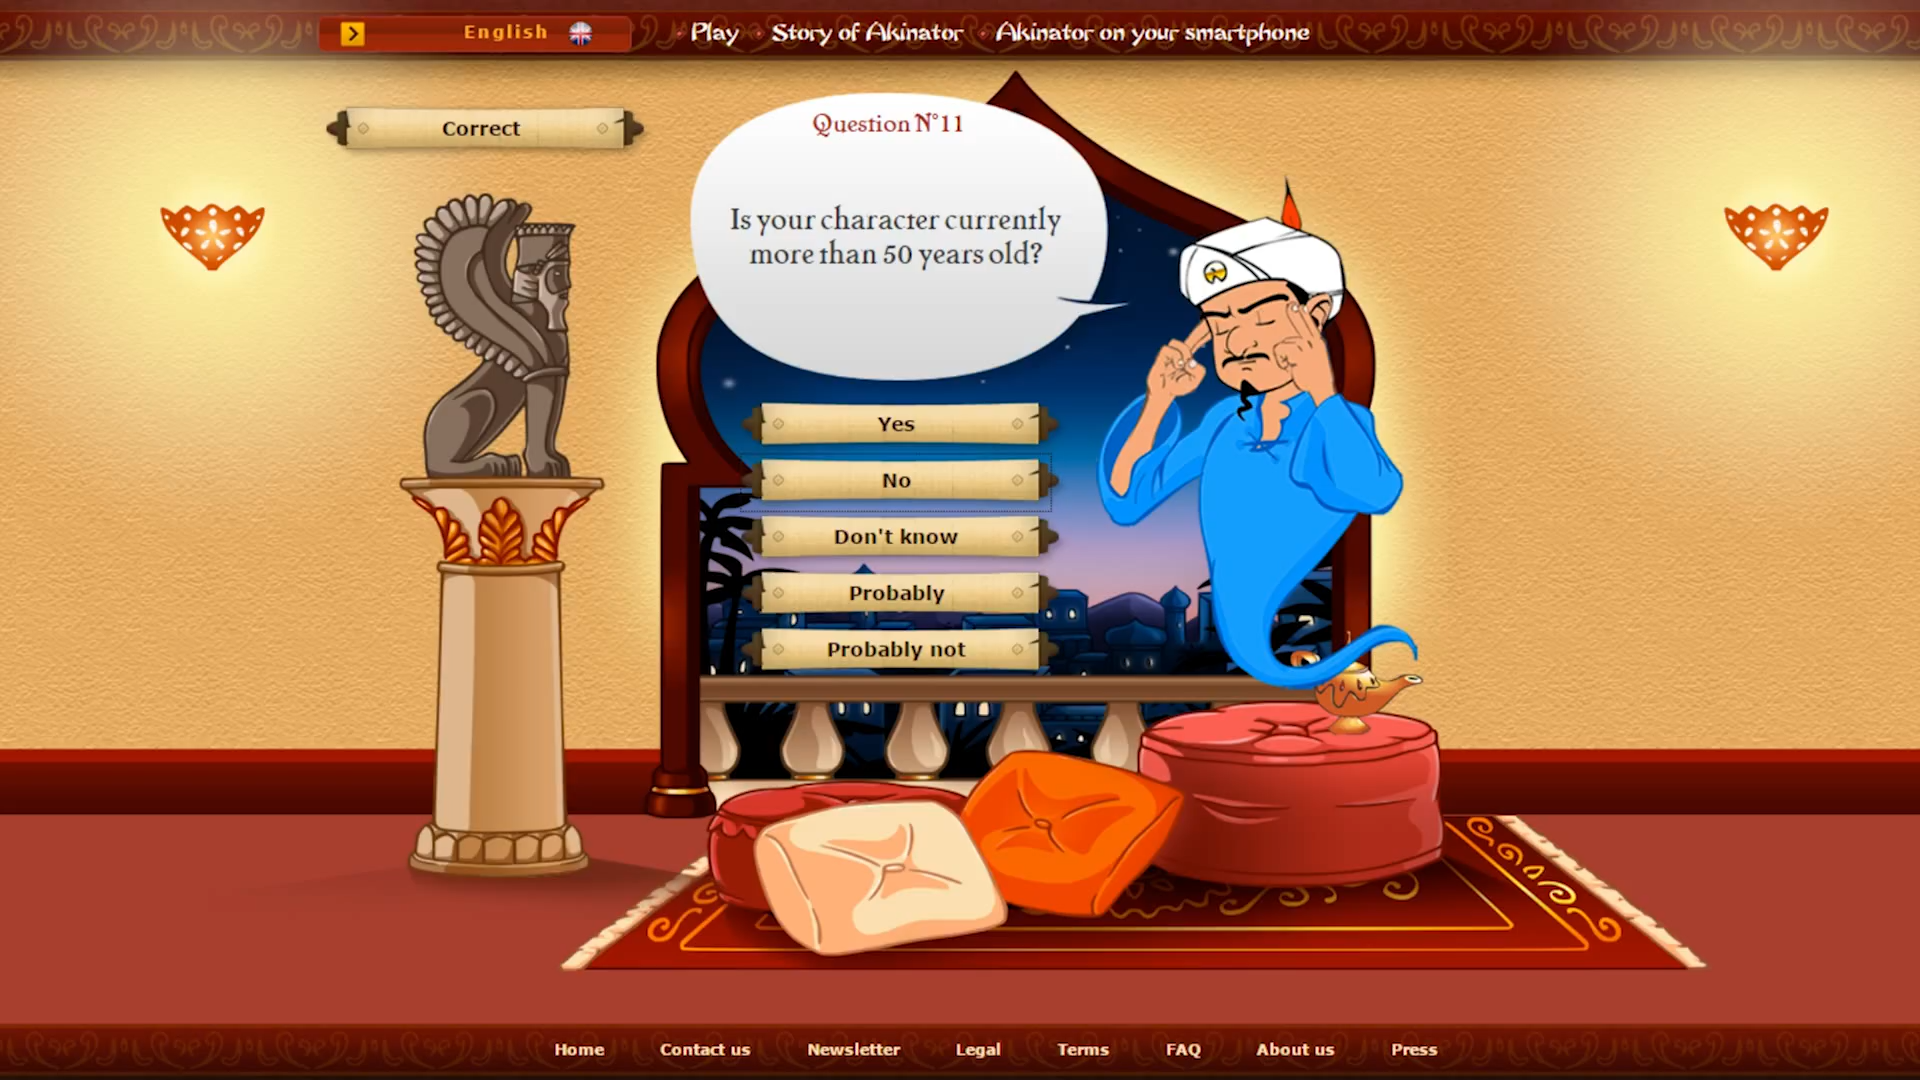 English
Play
Story of Akinator
Akinator on your smartphone
Correct
Question N°11
Is your character currently
more than 50 years old?
Yes
No
Don't know
Probably
Probably not
Home
Contact us
Newsletter
Legal
Terms
FAQ
About us
Press